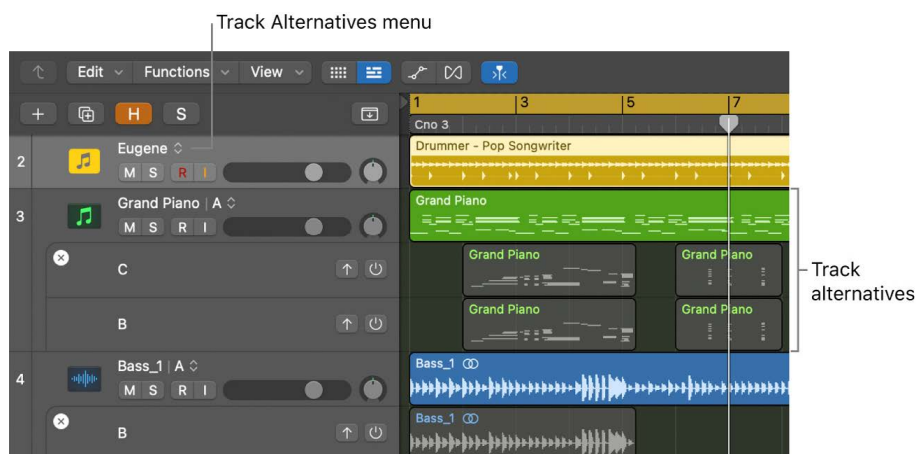 Track Alternatives menu
Edit Functions View
H S
1 3 5 7
Cno 3
2 Eugene
M S R I
Drummer - Pop Songwriter
3 Grand Piano | A
M S R I
Grand Piano
C
Grand Piano Grand Piano
B
Grand Piano Grand Piano
Track
alternatives
4 Bass_1 | A
M S R I
Bass_1
B
Bass_1